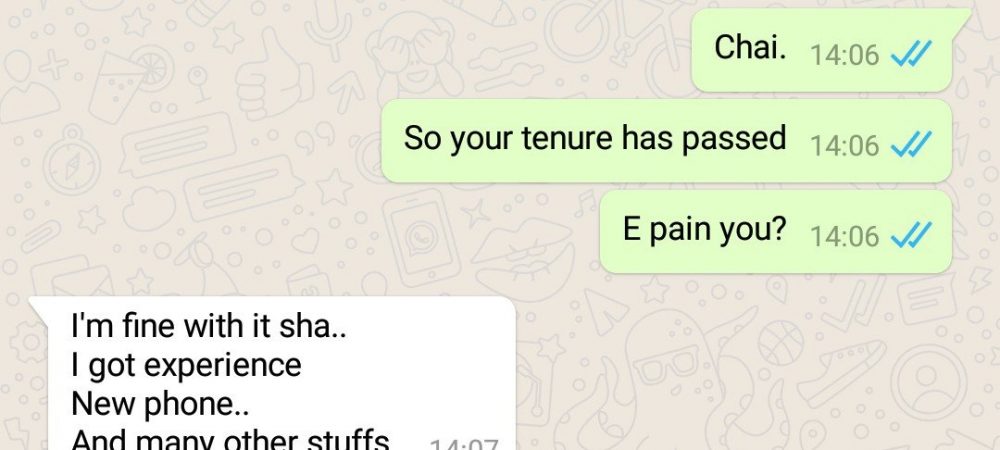 Chai. 14:06
So your tenure has passed 14:06
E pain you? 14:06
I'm fine with it sha..
I got experience
New phone..
And many other stuffs 14:07